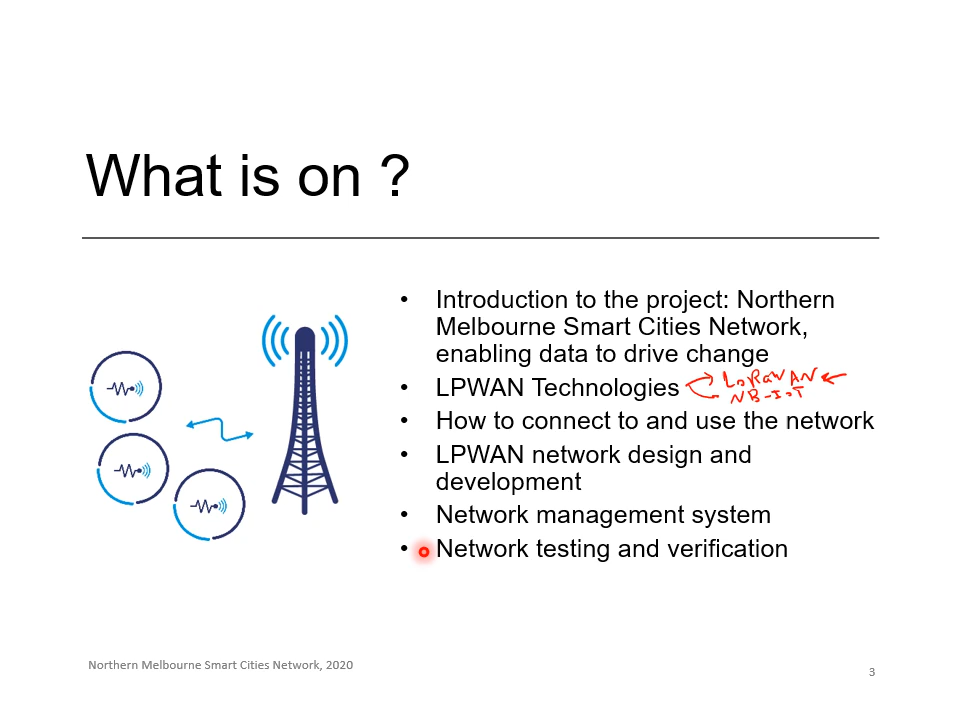 What is on ?
• Introduction to the project: Northern
Melbourne Smart Cities Network,
enabling data to drive change
• LPWAN Technologies
LoRaWAN
NB-IoT
• How to connect to and use the network
• LPWAN network design and
development
• Network management system
• Network testing and verification
Northern Melbourne Smart Cities Network, 2020
3